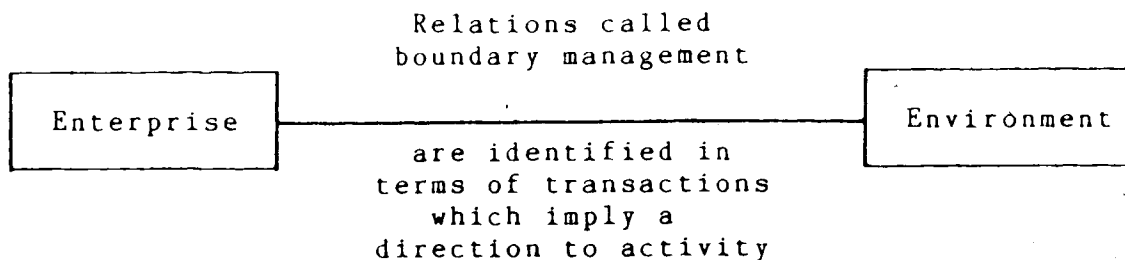 Relations called
boundary management
Enterprise
Environment
are identified in
terms of transactions
which imply a
direction to activity